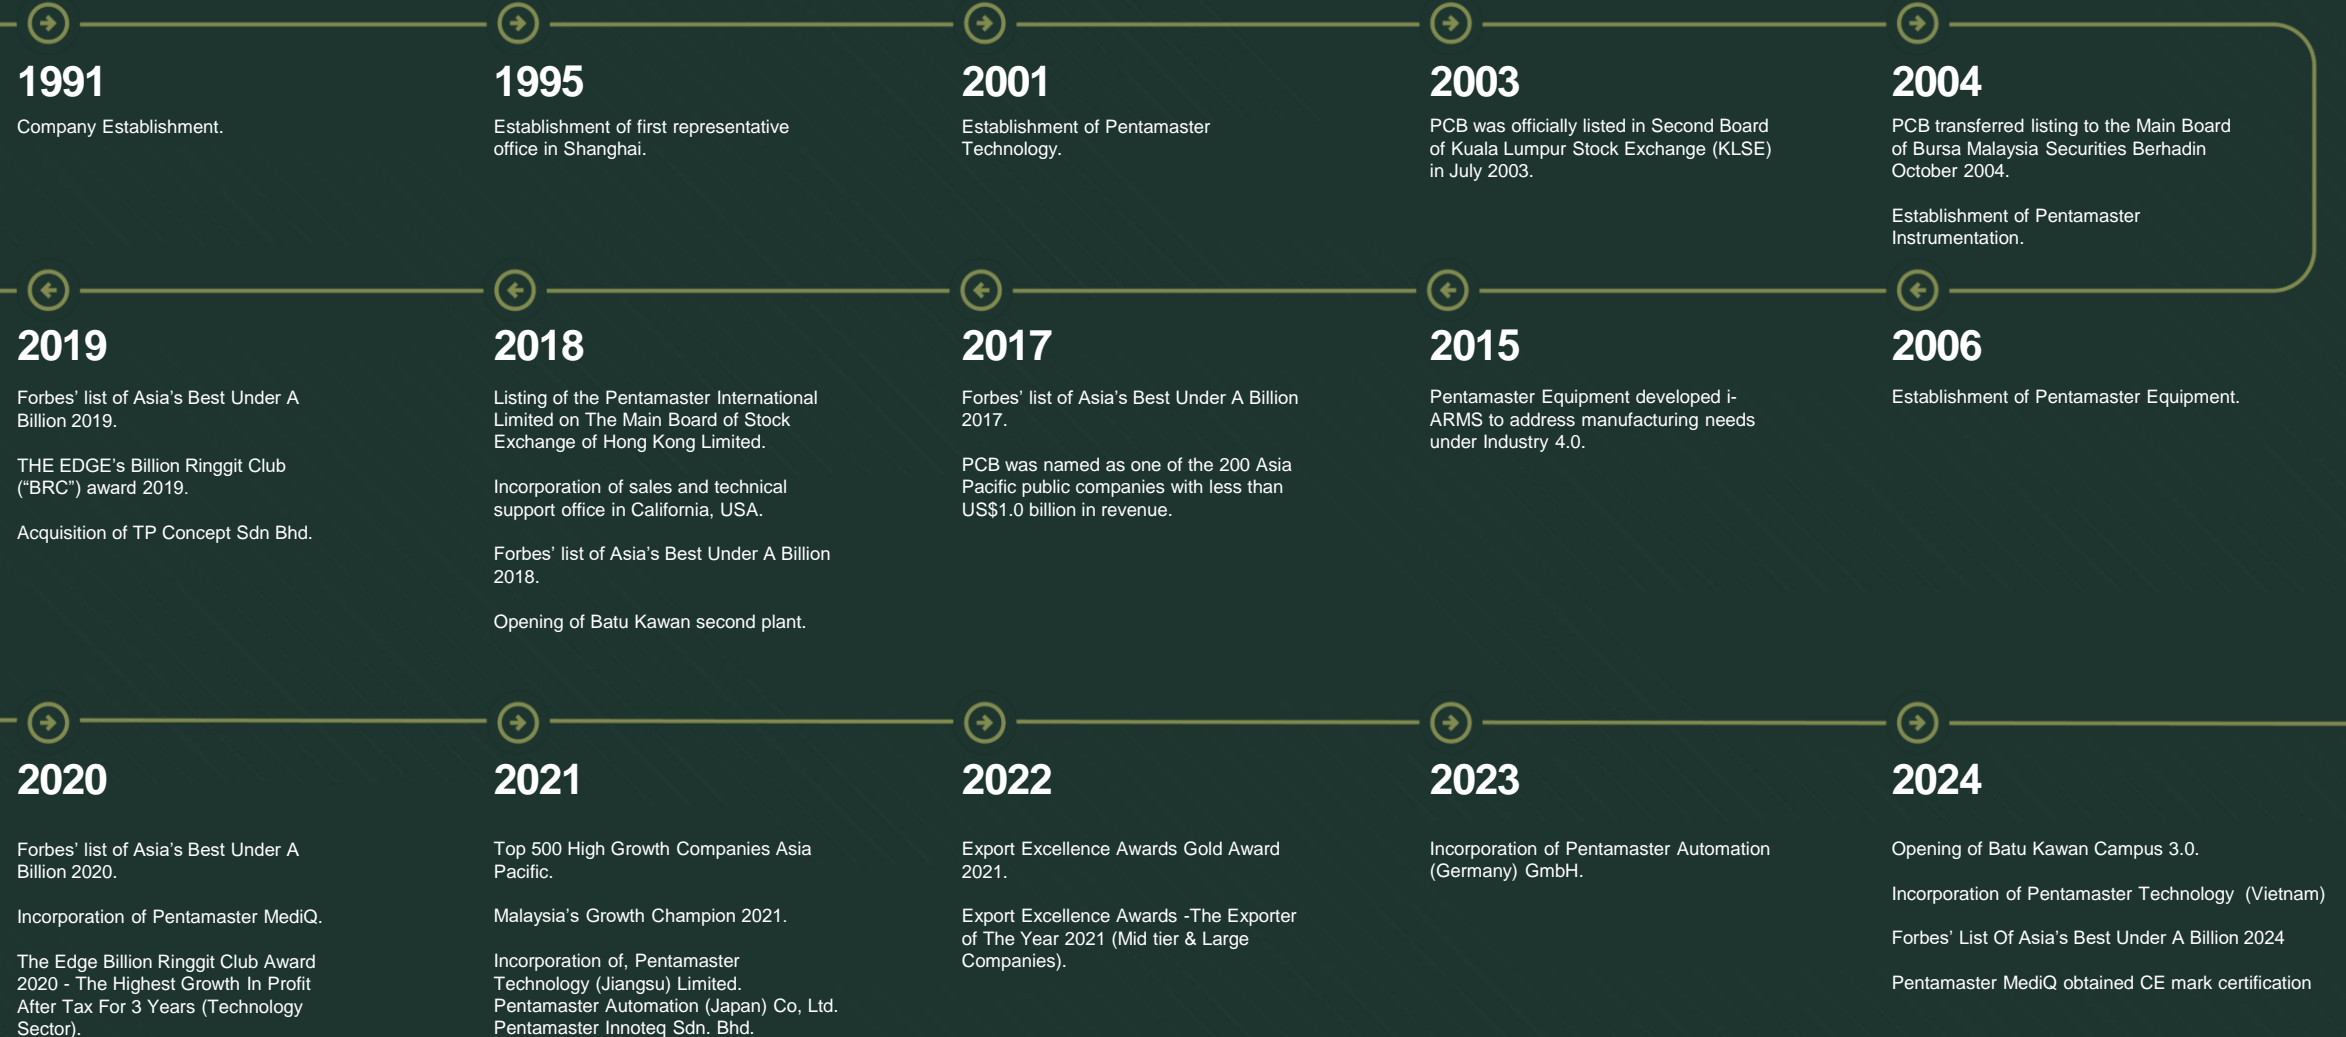 1991
Company Establishment.
1995
Establishment of first representative
office in Shanghai.
2001
Establishment of Pentamaster
Technology.
2003
PCB was officially listed in Second Board
of Kuala Lumpur Stock Exchange (KLSE)
in July 2003.
2004
PCB transferred listing to the Main Board
of Bursa Malaysia Securities Berhadin
October 2004.
Establishment of Pentamaster
Instrumentation.
2019
Forbes’ list of Asia’s Best Under A
Billion 2019.
THE EDGE’s Billion Ringgit Club
(“BRC”) award 2019.
Acquisition of TP Concept Sdn Bhd.
2018
Listing of the Pentamaster International
Limited on The Main Board of Stock
Exchange of Hong Kong Limited.
Incorporation of sales and technical
support office in California, USA.
Forbes’ list of Asia’s Best Under A Billion
2018.
Opening of Batu Kawan second plant.
2017
Forbes’ list of Asia’s Best Under A Billion
2017.
PCB was named as one of the 200 Asia
Pacific public companies with less than
US$1.0 billion in revenue.
2015
Pentamaster Equipment developed i-
ARMS to address manufacturing needs
under Industry 4.0.
2006
Establishment of Pentamaster Equipment.
2020
Forbes’ list of Asia’s Best Under A
Billion 2020.
Incorporation of Pentamaster MediQ.
The Edge Billion Ringgit Club Award
2020 - The Highest Growth In Profit
After Tax For 3 Years (Technology
Sector).
2021
Top 500 High Growth Companies Asia
Pacific.
Malaysia’s Growth Champion 2021.
Incorporation of, Pentamaster
Technology (Jiangsu) Limited.
Pentamaster Automation (Japan) Co, Ltd.
Pentamaster Innoteq Sdn. Bhd.
2022
Export Excellence Awards Gold Award
2021.
Export Excellence Awards -The Exporter
of The Year 2021 (Mid tier & Large
Companies).
2023
Incorporation of Pentamaster Automation
(Germany) GmbH.
2024
Opening of Batu Kawan Campus 3.0.
Incorporation of Pentamaster Technology (Vietnam)
Forbes’ List Of Asia’s Best Under A Billion 2024
Pentamaster MediQ obtained CE mark certification